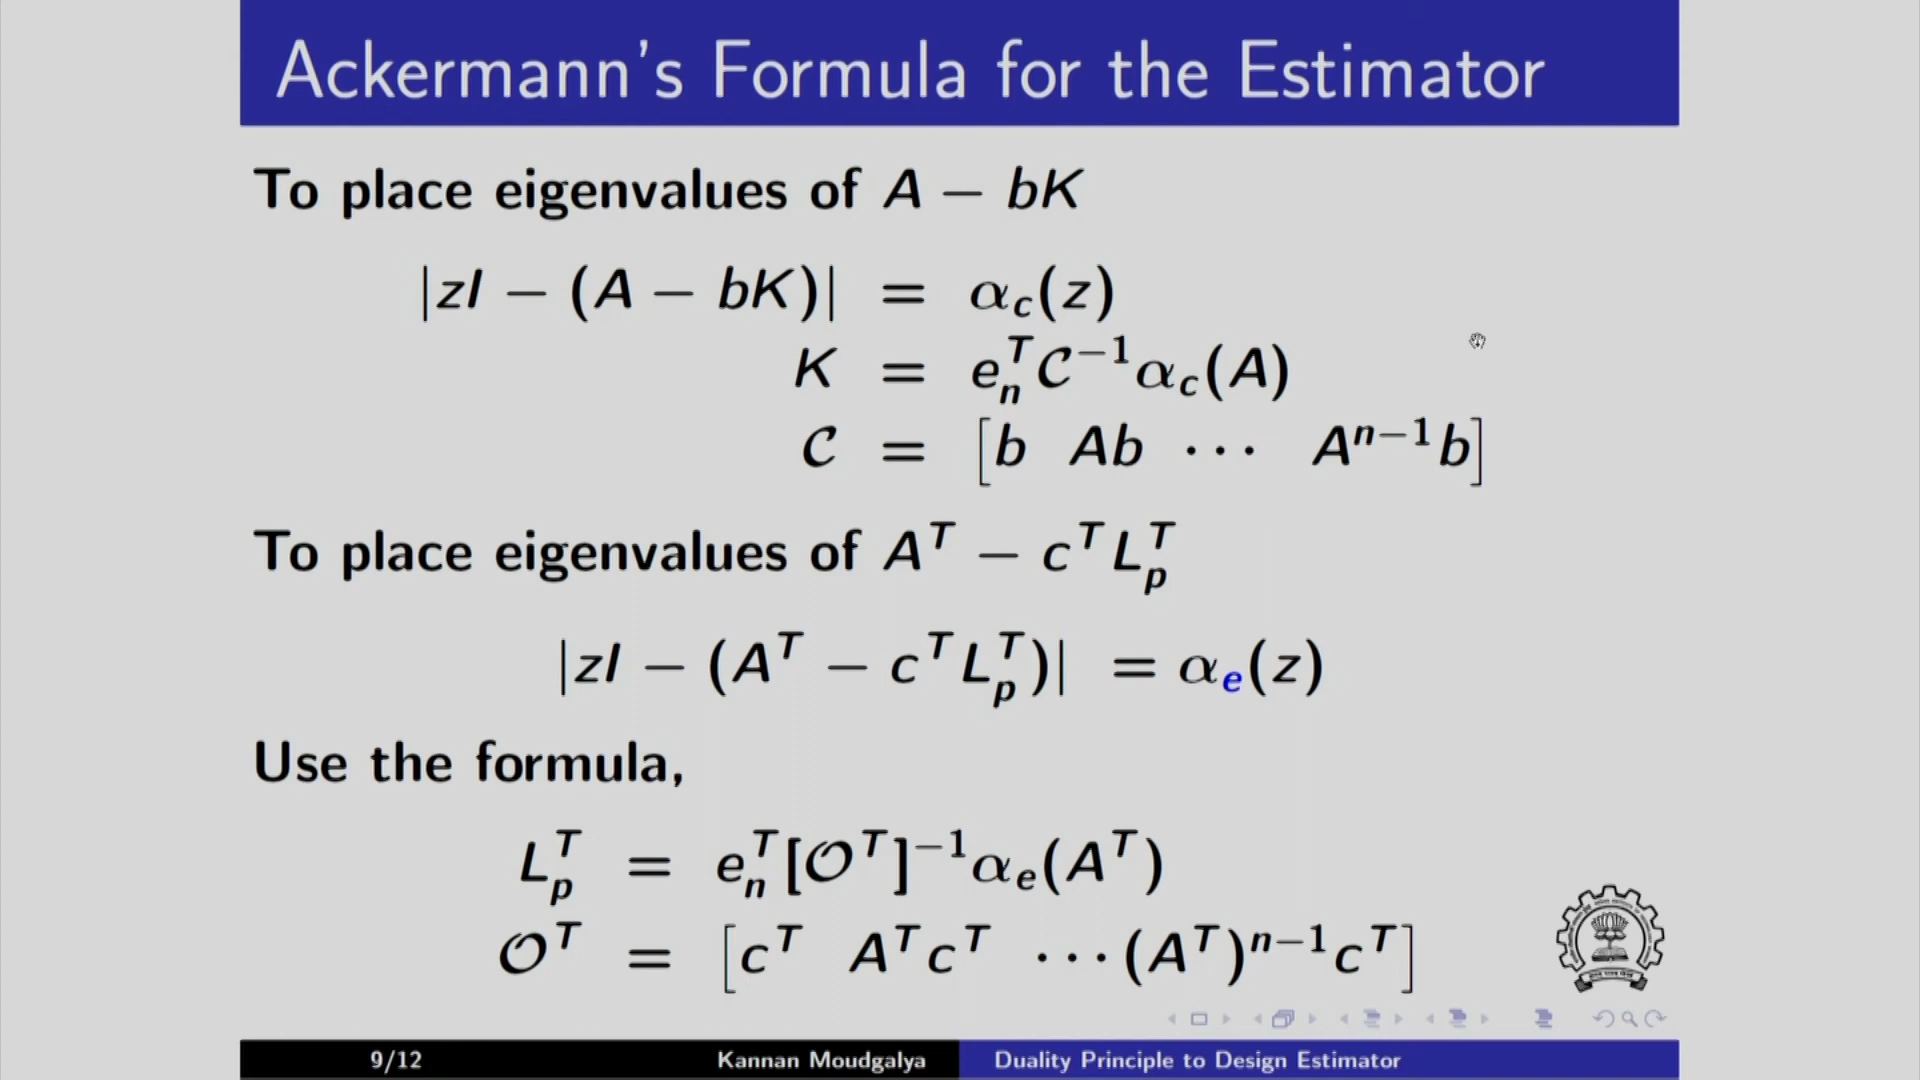 Ackermann's Formula for the Estimator
To place eigenvalues of A − bK
|zI − (A − bK)| = α_c(z)
K = e_n^T 𝒞^{−1} α_c(A)
𝒞 = [b Ab ⋯ A^{n−1}b]
To place eigenvalues of A^T − c^T L_p^T
|zI − (A^T − c^T L_p^T)| = α_e(z)
Use the formula,
L_p^T = e_n^T [𝒪^T]^{−1} α_e(A^T)
𝒪^T = [c^T A^T c^T ⋯ (A^T)^{n−1} c^T]
9/12 Kannan Moudgalya Duality Principle to Design Estimator